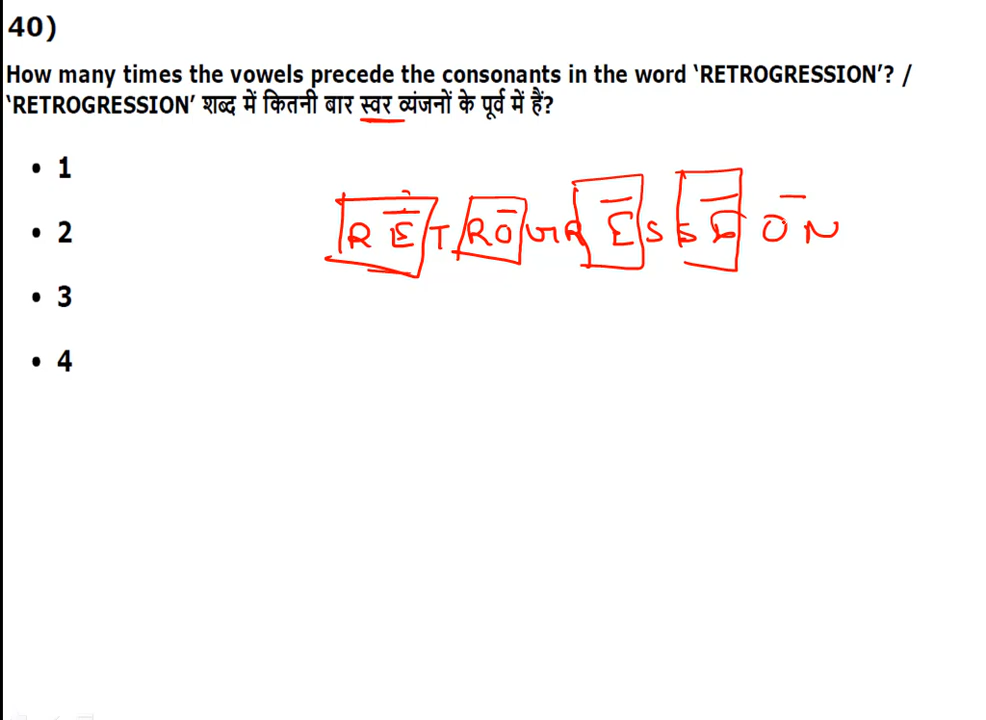 40)
How many times the vowels precede the consonants in the word ‘RETROGRESSION’? /
‘RETROGRESSION’ शब्द में कितनी बार स्वर व्यंजनों के पूर्व में हैं?
• 1
R E T R O G R E S S E O N
• 2
• 3
• 4